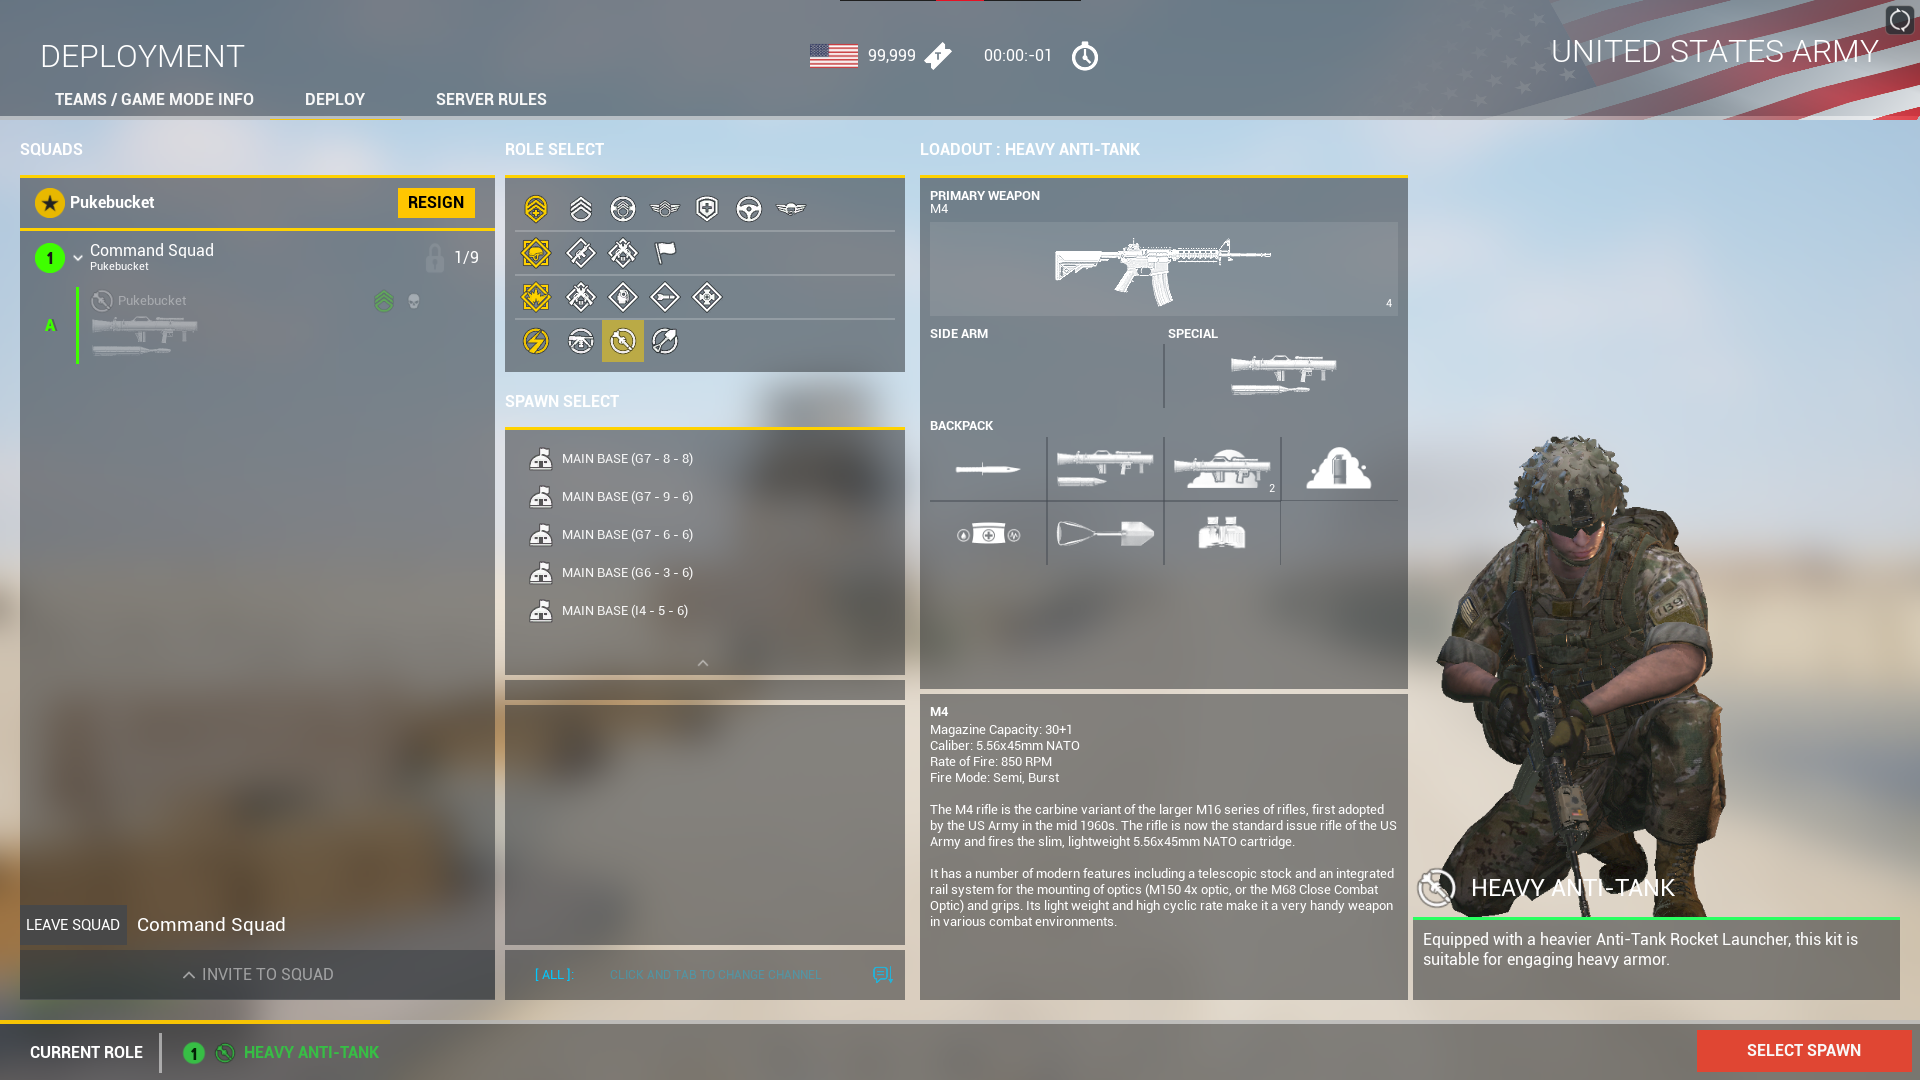 DEPLOYMENT
99,999
00:00:-01
UNITED STATES ARMY
TEAMS / GAME MODE INFO
DEPLOY
SERVER RULES
SQUADS
Pukebucket
RESIGN
1
Command Squad
Pukebucket
1/9
A
Pukebucket
LEAVE SQUAD
Command Squad
INVITE TO SQUAD
ROLE SELECT
SPAWN SELECT
MAIN BASE (G7 - 8 - 8)
MAIN BASE (G7 - 9 - 6)
MAIN BASE (G7 - 6 - 6)
MAIN BASE (G6 - 3 - 6)
MAIN BASE (I4 - 5 - 6)
[ ALL ]:
CLICK AND TAB TO CHANGE CHANNEL
LOADOUT : HEAVY ANTI-TANK
PRIMARY WEAPON
M4
4
SIDE ARM
SPECIAL
BACKPACK
2
M4
Magazine Capacity: 30+1
Caliber: 5.56x45mm NATO
Rate of Fire: 850 RPM
Fire Mode: Semi, Burst
The M4 rifle is the carbine variant of the larger M16 series of rifles, first adopted
by the US Army in the mid 1960s. The rifle is now the standard issue rifle of the US
Army and fires the slim, lightweight 5.56x45mm NATO cartridge.
It has a number of modern features including a telescopic stock and an integrated
rail system for the mounting of optics (M150 4x optic, or the M68 Close Combat
Optic) and grips. Its light weight and high cyclic rate make it a very handy weapon
in various combat environments.
HEAVY ANTI-TANK
Equipped with a heavier Anti-Tank Rocket Launcher, this kit is
suitable for engaging heavy armor.
CURRENT ROLE
1
HEAVY ANTI-TANK
SELECT SPAWN